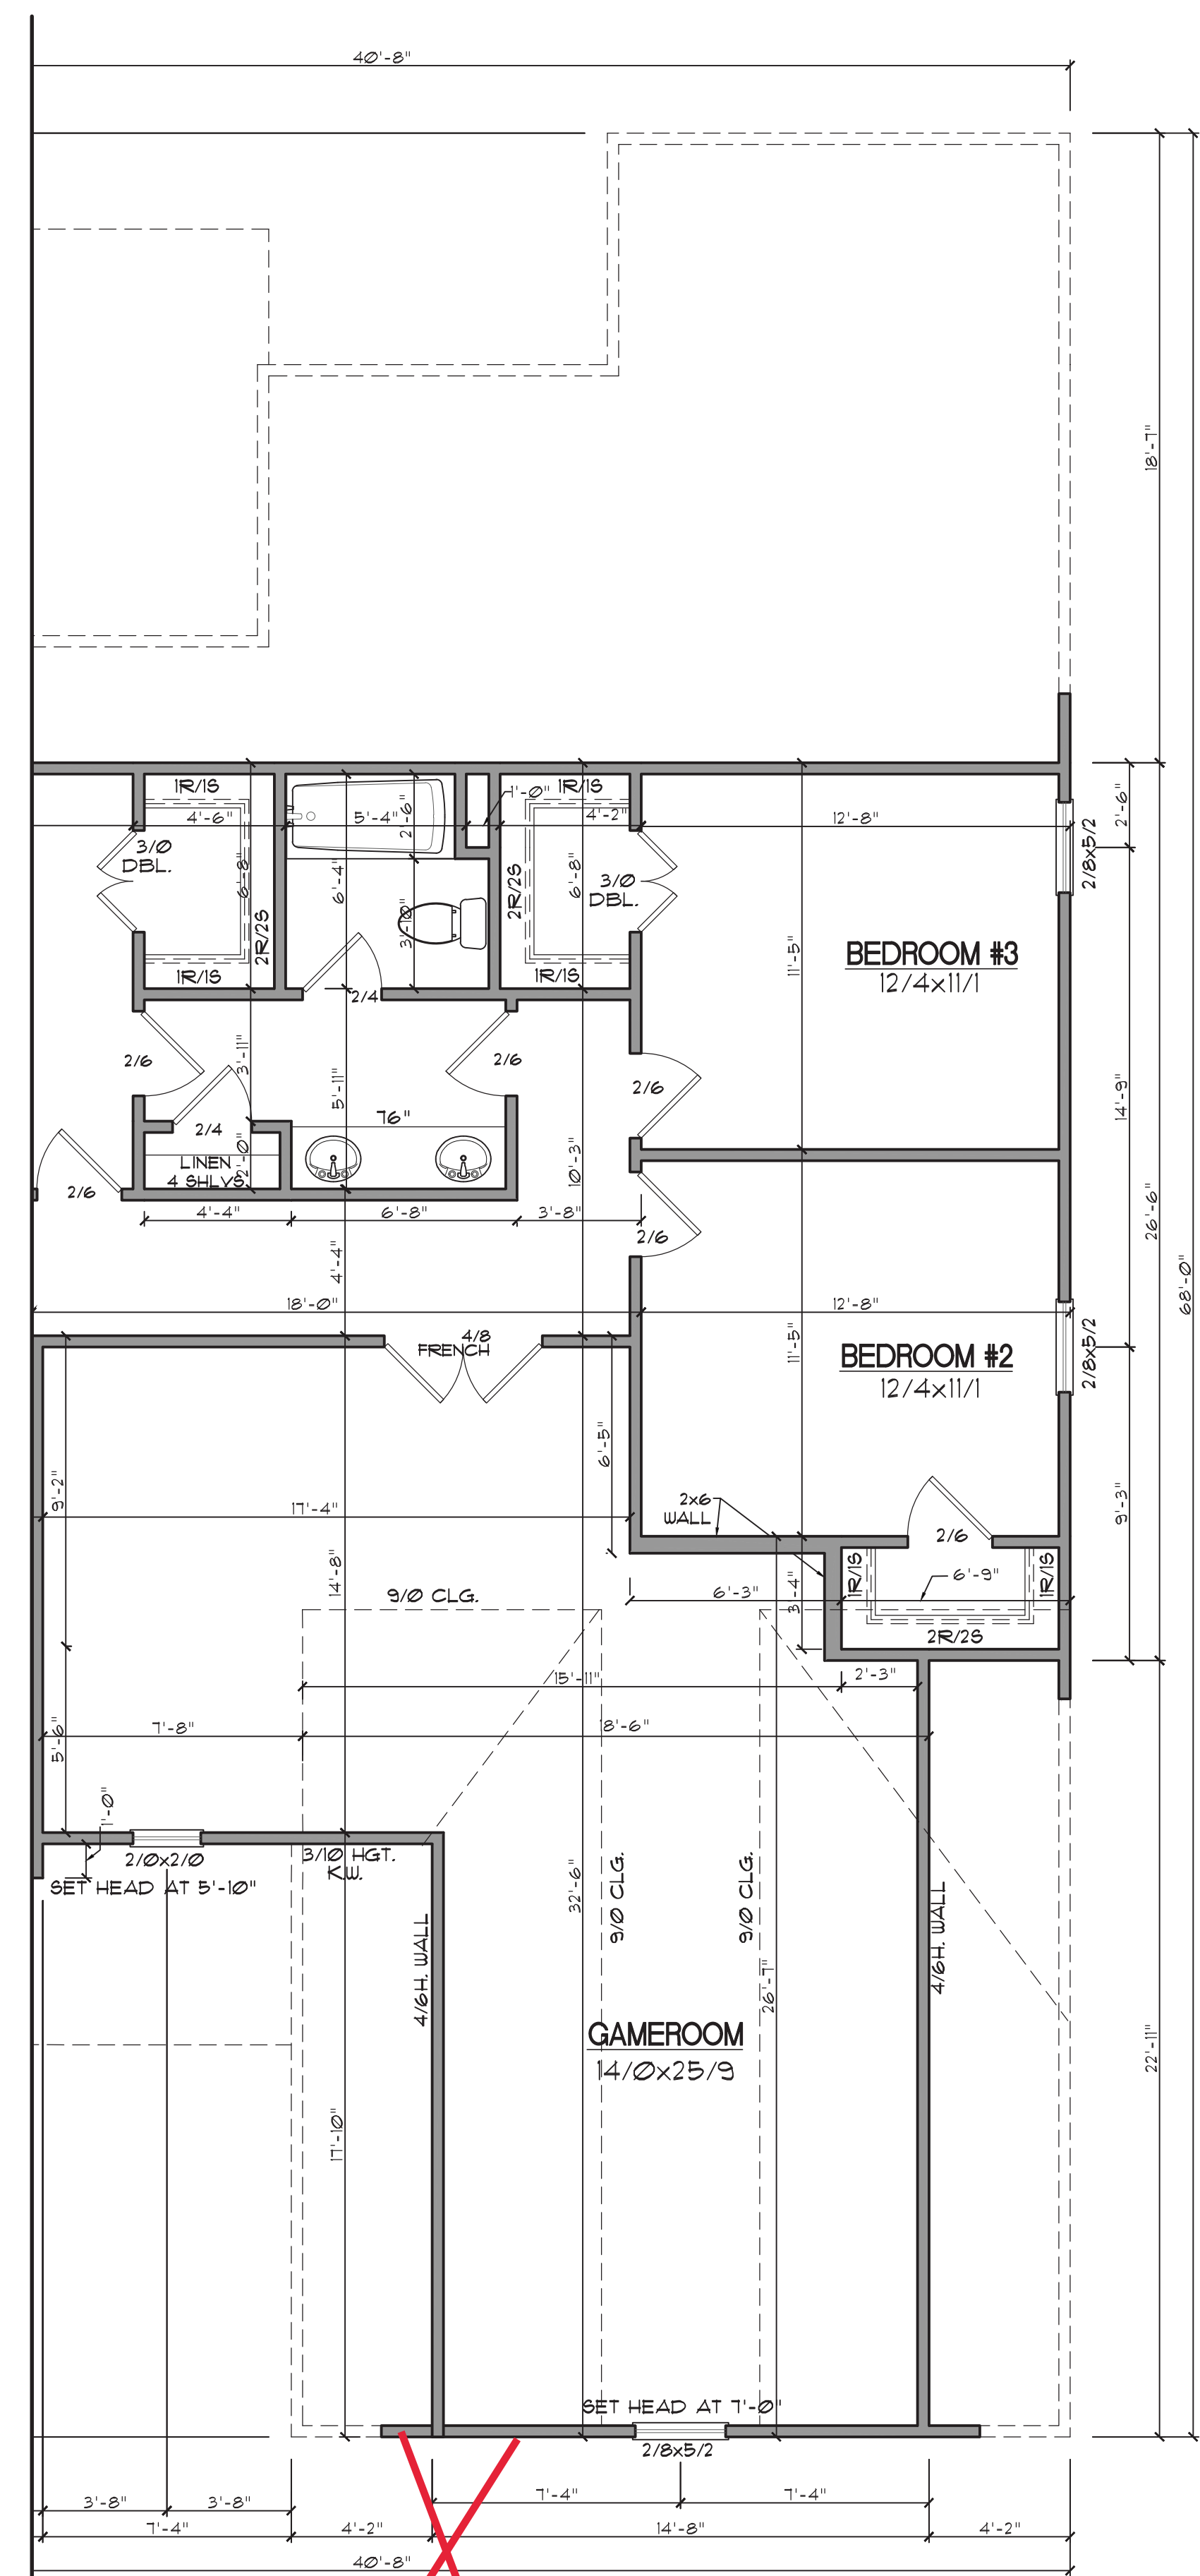 40'-8"
18'-7"
1R/1S
1R/1S
1'-0"
4'-6"
5'-4"
2'-6"
4'-2"
12'-8"
2'-6"
2/8x5/2
3/0
DBL.
6'-8"
6'-4"
6'-8"
3/0
DBL.
2R/2S
2R/2S
3'-10"
11'-5"
BEDROOM #3
12/4x11/1
1R/1S
1R/1S
2/4
2/6
3'-11"
2/6
2/6
5'-11"
14'-9"
2/4
76"
LINEN
4 SHLVS
2'-0"
10'-3"
2/6
4'-4"
6'-8"
3'-8"
2/6
26'-6"
68'-0"
4'-4"
18'-0"
12'-8"
4/8
FRENCH
11'-5"
BEDROOM #2
12/4x11/1
2/8x5/2
6'-5"
9'-2"
17'-4"
2x6
WALL
2/6
9'-3"
14'-8"
9/0 CLG.
6'-3"
3'-4"
1R/1S
6'-9"
1R/1S
2R/2S
15'-11"
2'-3"
7'-8"
18'-6"
5'-6"
1'-0"
2/0x2/0
3/10 HGT.
K.W.
SET HEAD AT 5'-10"
32'-6"
9/0 CLG.
9/0 CLG.
4/6H. WALL
4/6H. WALL
26'-7"
GAMEROOM
14/0x25/9
22'-11"
17'-10"
SET HEAD AT 7'-0"
2/8x5/2
3'-8"
3'-8"
7'-4"
7'-4"
7'-4"
4'-2"
14'-8"
4'-2"
40'-8"